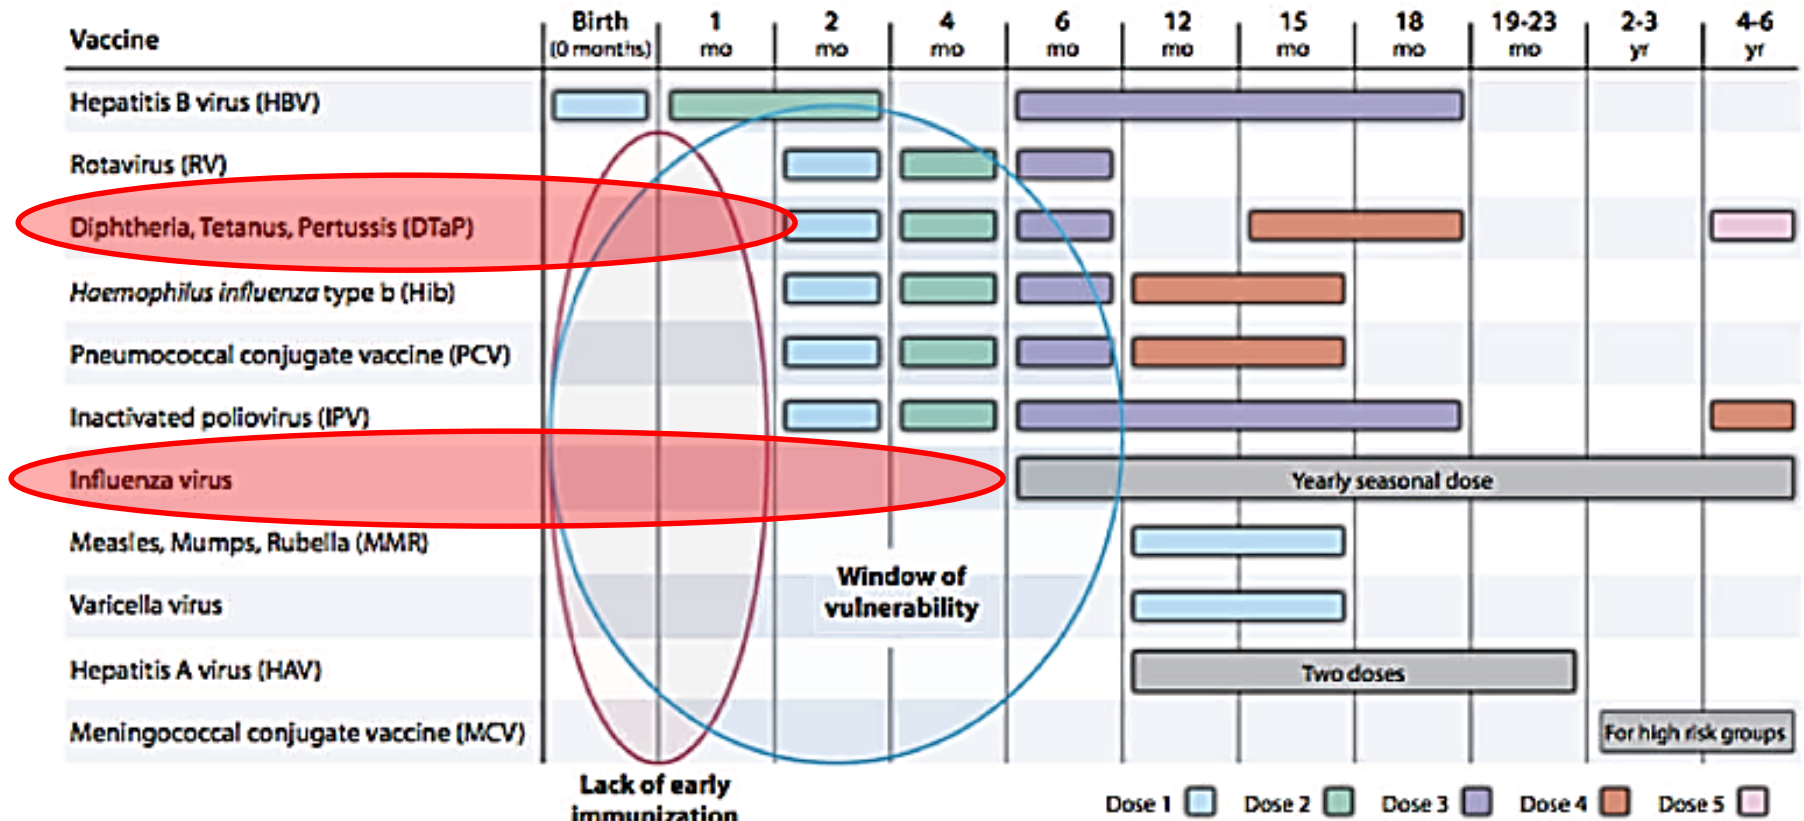 Vaccine
Birth
(0 months)
1
mo
2
mo
4
mo
6
mo
12
mo
15
mo
18
mo
19-23
mo
2-3
yr
4-6
yr
Hepatitis B virus (HBV)
Rotavirus (RV)
Diphtheria, Tetanus, Pertussis (DTaP)
Haemophilus influenza type b (Hib)
Pneumococcal conjugate vaccine (PCV)
Inactivated poliovirus (IPV)
Influenza virus
Yearly seasonal dose
Measles, Mumps, Rubella (MMR)
Window of
vulnerability
Varicella virus
Hepatitis A virus (HAV)
Two doses
Meningococcal conjugate vaccine (MCV)
For high risk groups
Lack of early
immunization
Dose 1
Dose 2
Dose 3
Dose 4
Dose 5